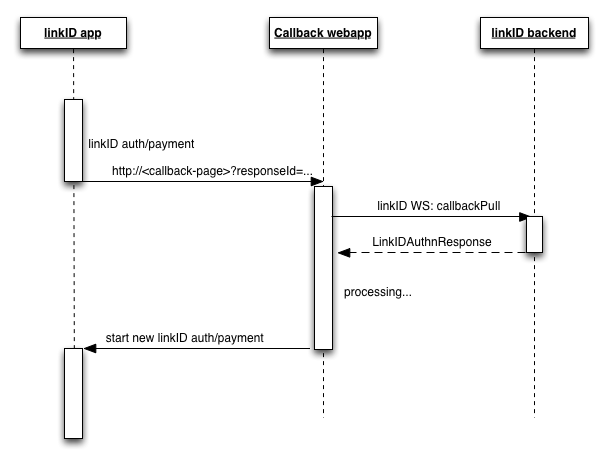 linkID app
Callback webapp
linkID backend
linkID auth/payment
http://<callback-page>?responseId=...
linkID WS: callbackPull
LinkIDAuthnResponse
processing...
start new linkID auth/payment